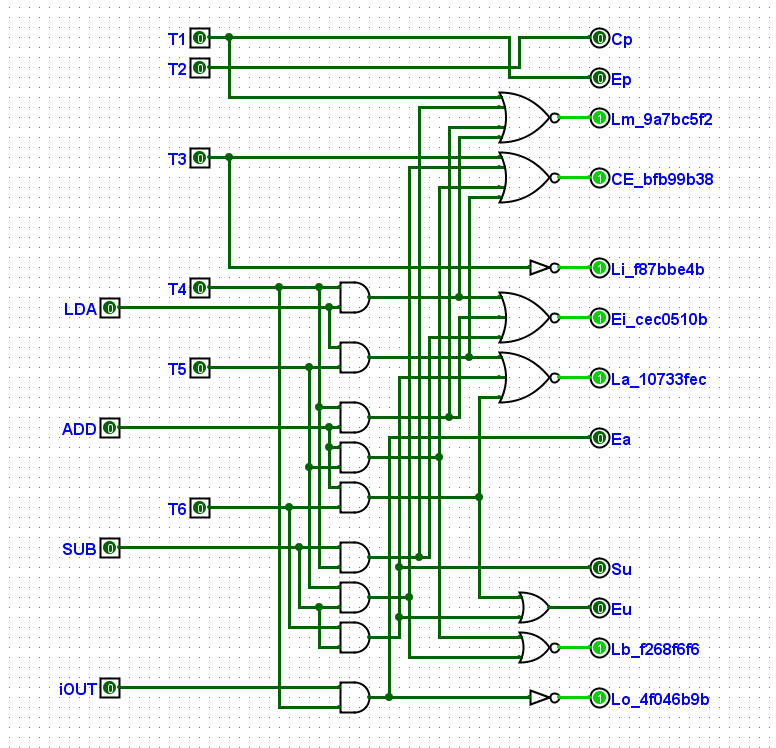 T1 0
0 Cp
T2 0
0 Ep
1 Lm_9a7bc5f2
T3 0
1 CE_bfb99b38
1 Li_f87bbe4b
T4 0
LDA 0
1 Ei_cec0510b
T5 0
1 La_10733fec
ADD 0
0 Ea
T6 0
SUB 0
0 Su
0 Eu
1 Lb_f268f6f6
iOUT 0
1 Lo_4f046b9b